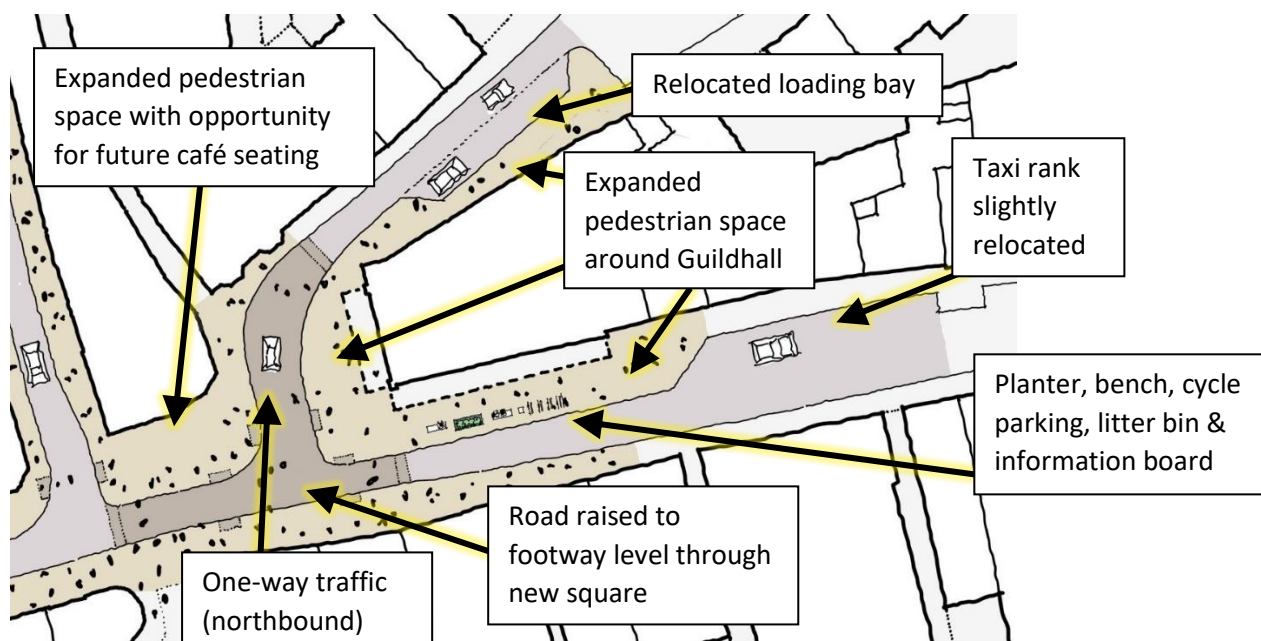 Expanded pedestrian
space with opportunity
for future café seating
Relocated loading bay
Expanded
pedestrian space
around Guildhall
Taxi rank
slightly
relocated
Planter, bench, cycle
parking, litter bin &
information board
Road raised to
footway level through
new square
One-way traffic
(northbound)